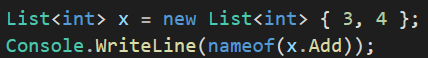 List<int> x = new List<int> { 3, 4 };
Console.WriteLine(nameof(x.Add));